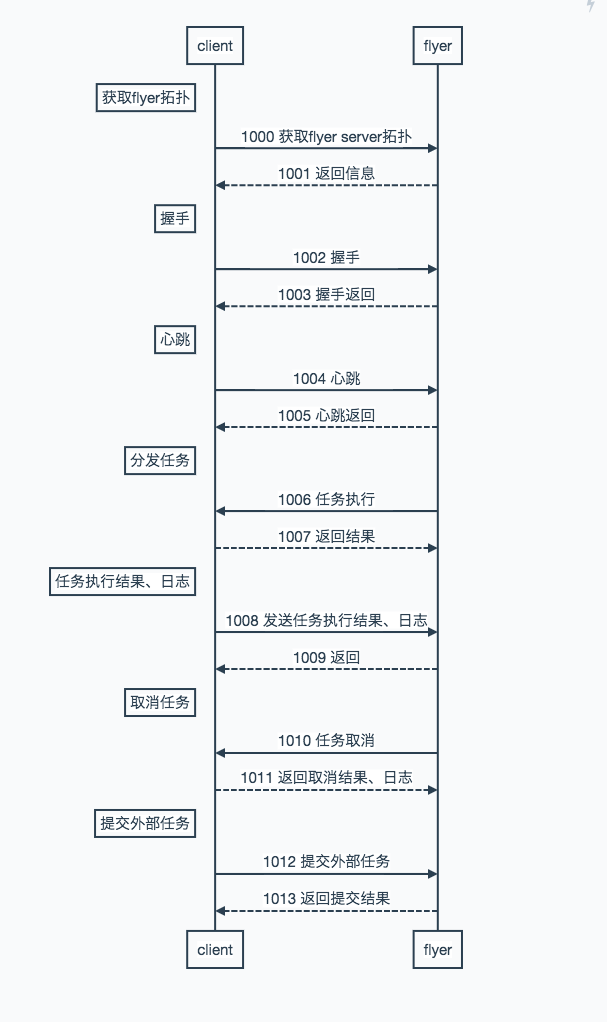 client flyer
获取flyer拓扑
1000 获取flyer server拓扑
1001 返回信息
握手
1002 握手
1003 握手返回
心跳
1004 心跳
1005 心跳返回
分发任务
1006 任务执行
1007 返回结果
任务执行结果、日志
1008 发送任务执行结果、日志
1009 返回
取消任务
1010 任务取消
1011 返回取消结果、日志
提交外部任务
1012 提交外部任务
1013 返回提交结果
client flyer